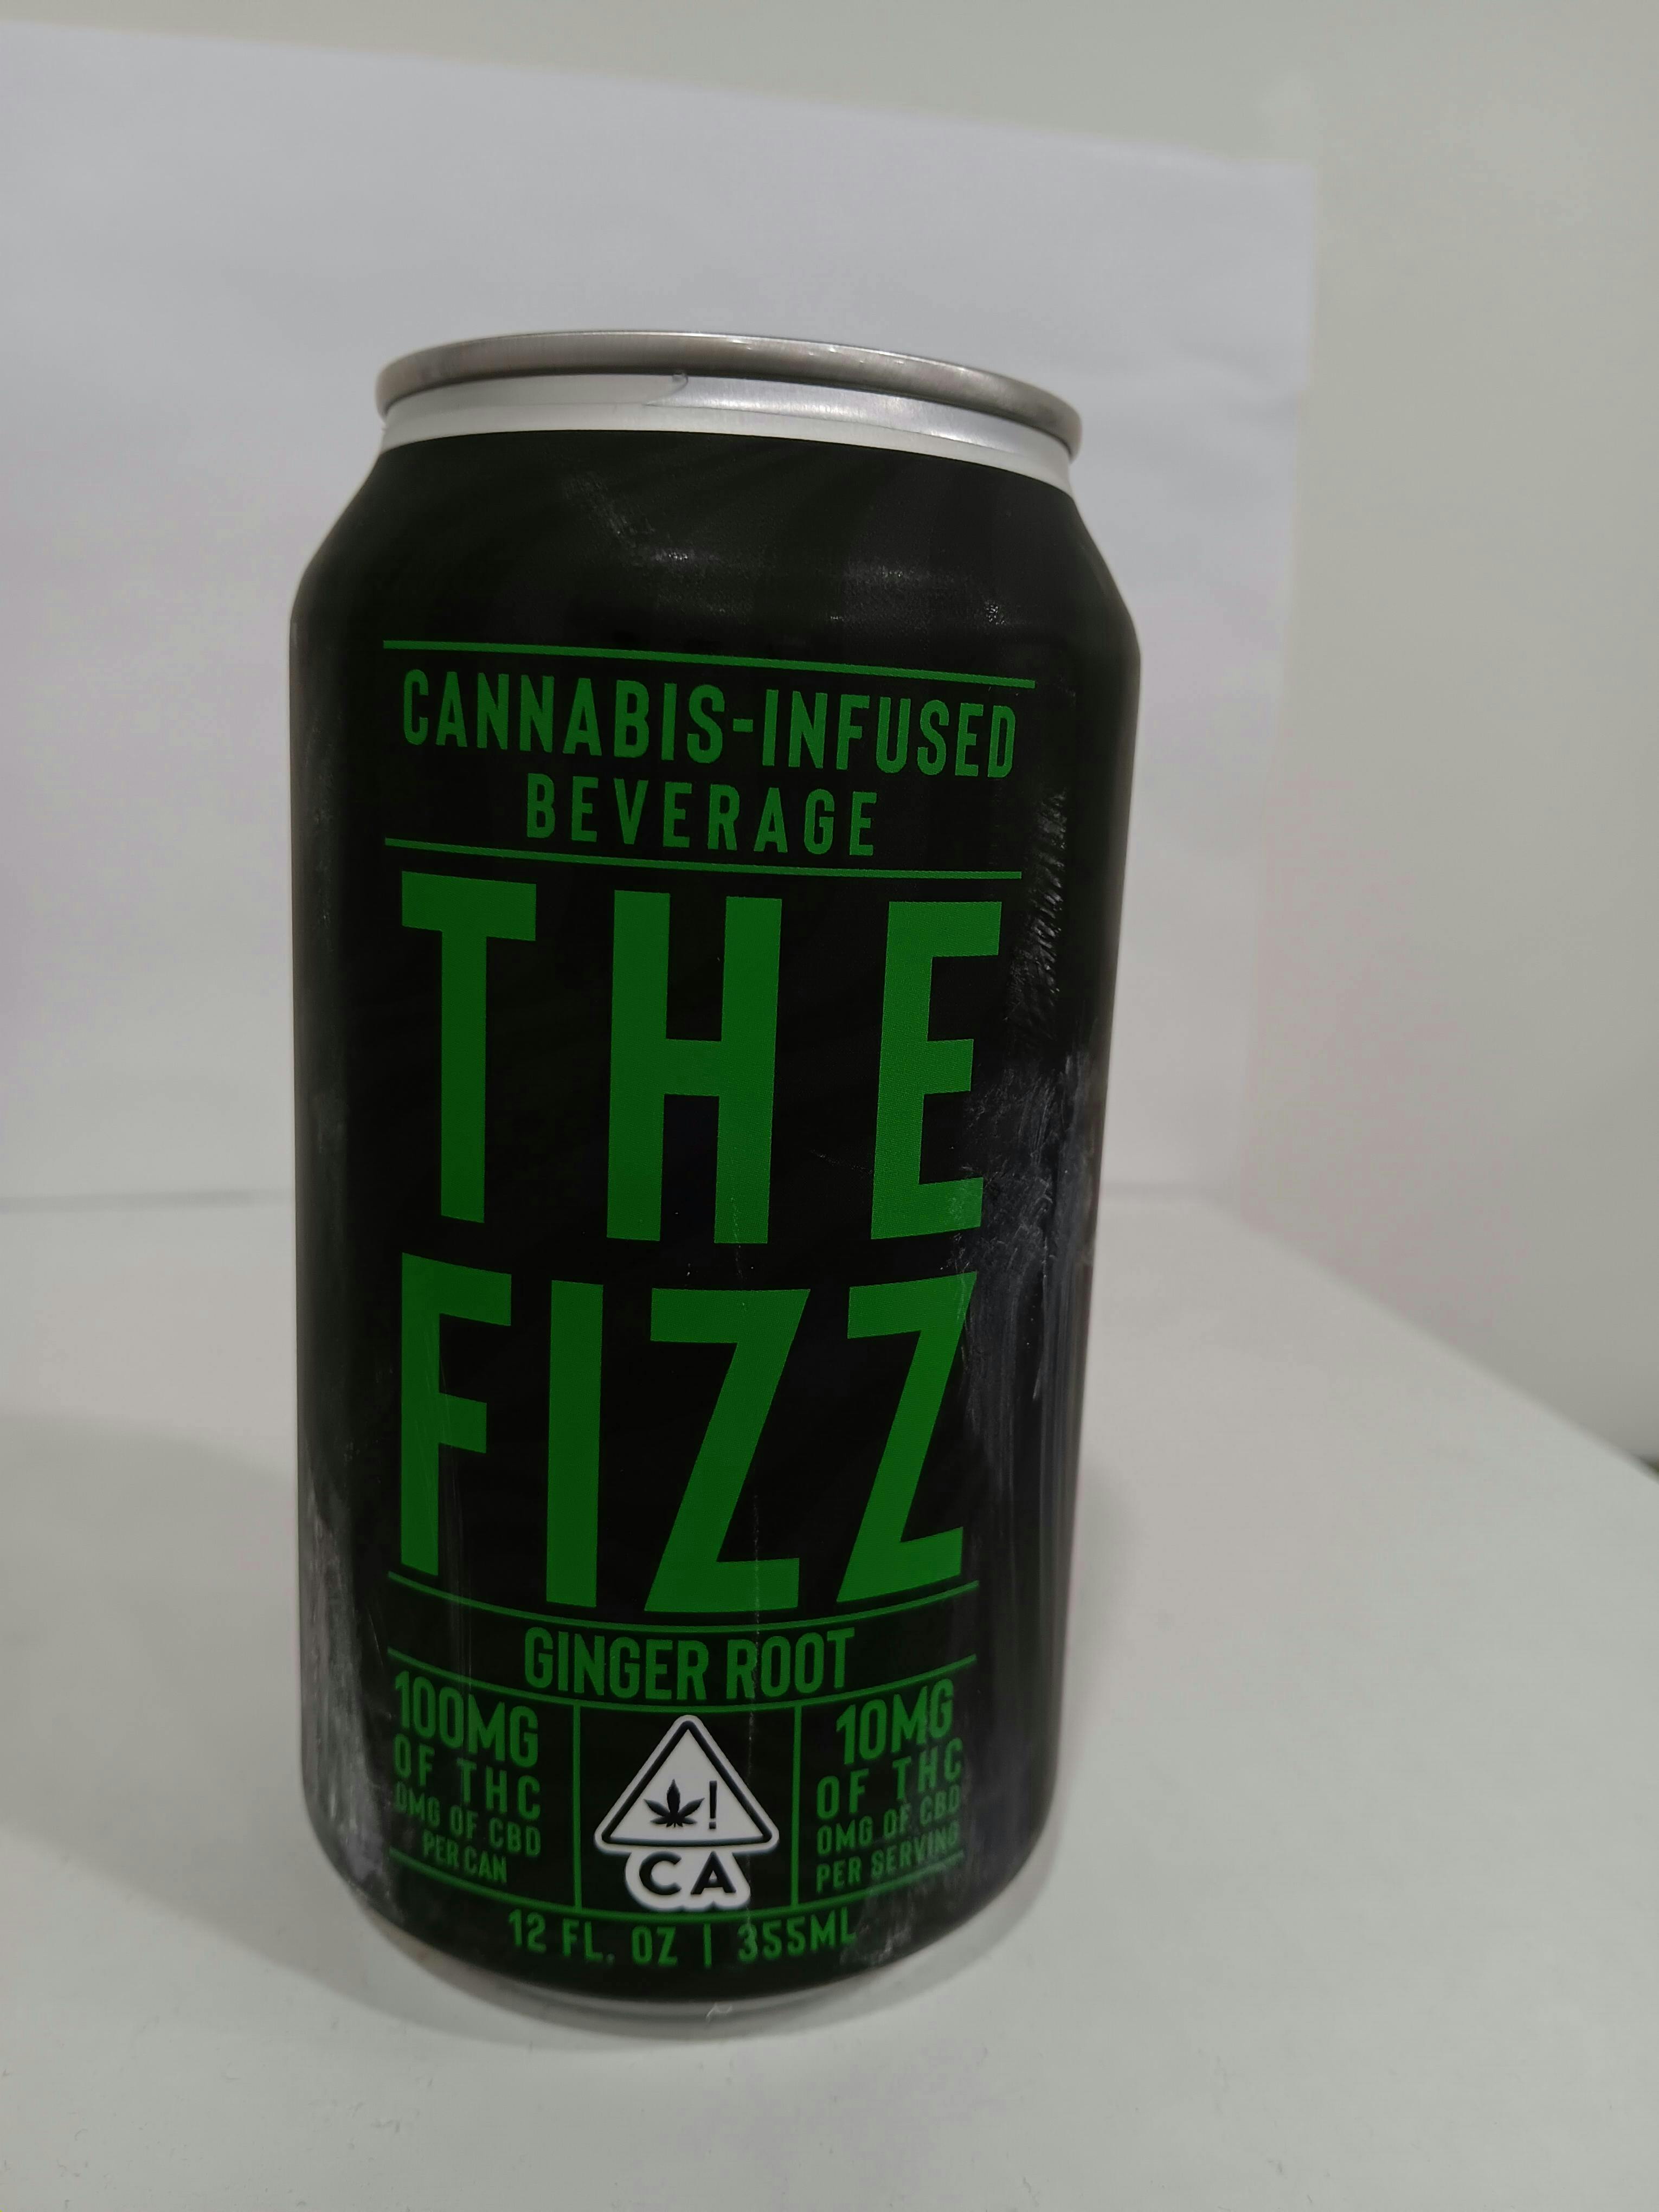 CANNABIS-INFUSED
BEVERAGE
THE
FIZZ
GINGER ROOT
100MG
OF THC
0MG OF CBD
PER CAN
!
CA
10MG
OF THC
0MG OF CBD
PER SERVING
12 FL. OZ | 355ML